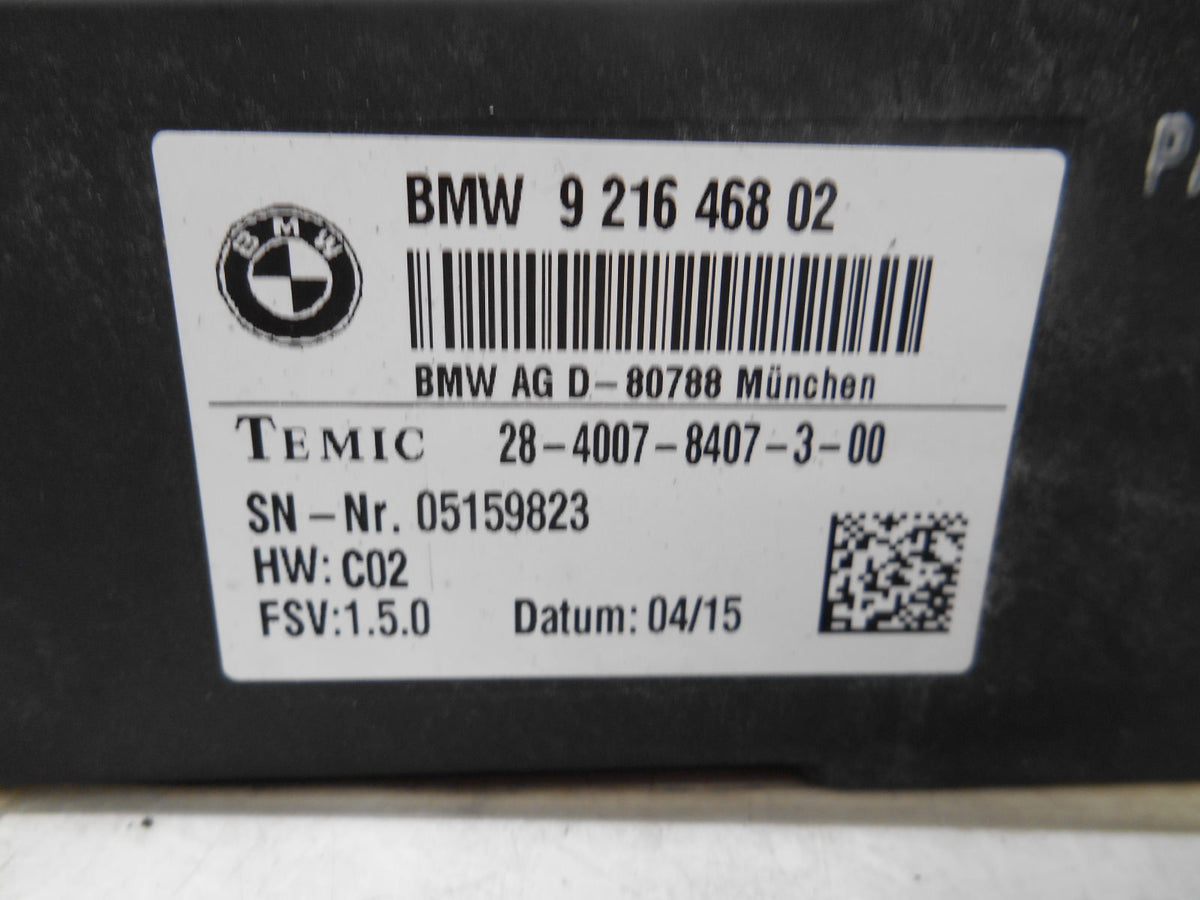 BMW 9 216 468 02
BMW
BMW AG D-80788 München
TEMIC 28-4007-8407-3-00
SN-Nr. 05159823
HW: C02
FSV:1.5.0 Datum: 04/15